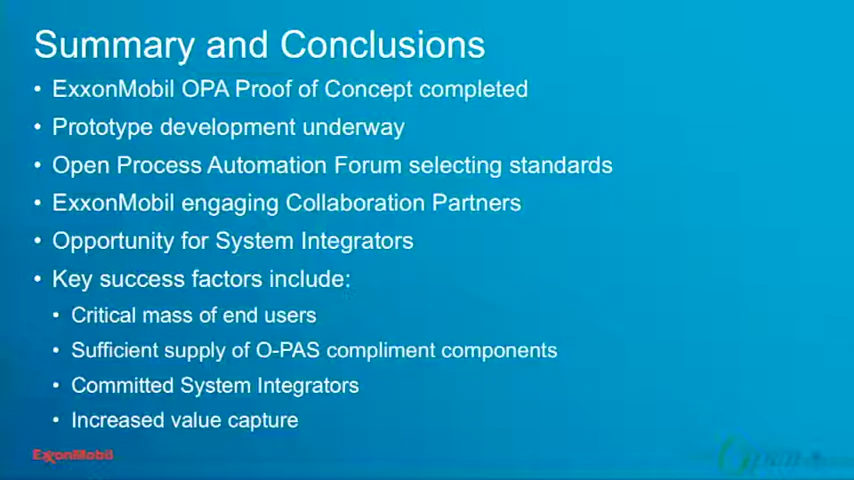 Summary and Conclusions
• ExxonMobil OPA Proof of Concept completed
• Prototype development underway
• Open Process Automation Forum selecting standards
• ExxonMobil engaging Collaboration Partners
• Opportunity for System Integrators
• Key success factors include:
• Critical mass of end users
• Sufficient supply of O-PAS compliment components
• Committed System Integrators
• Increased value capture
ExxonMobil
Open